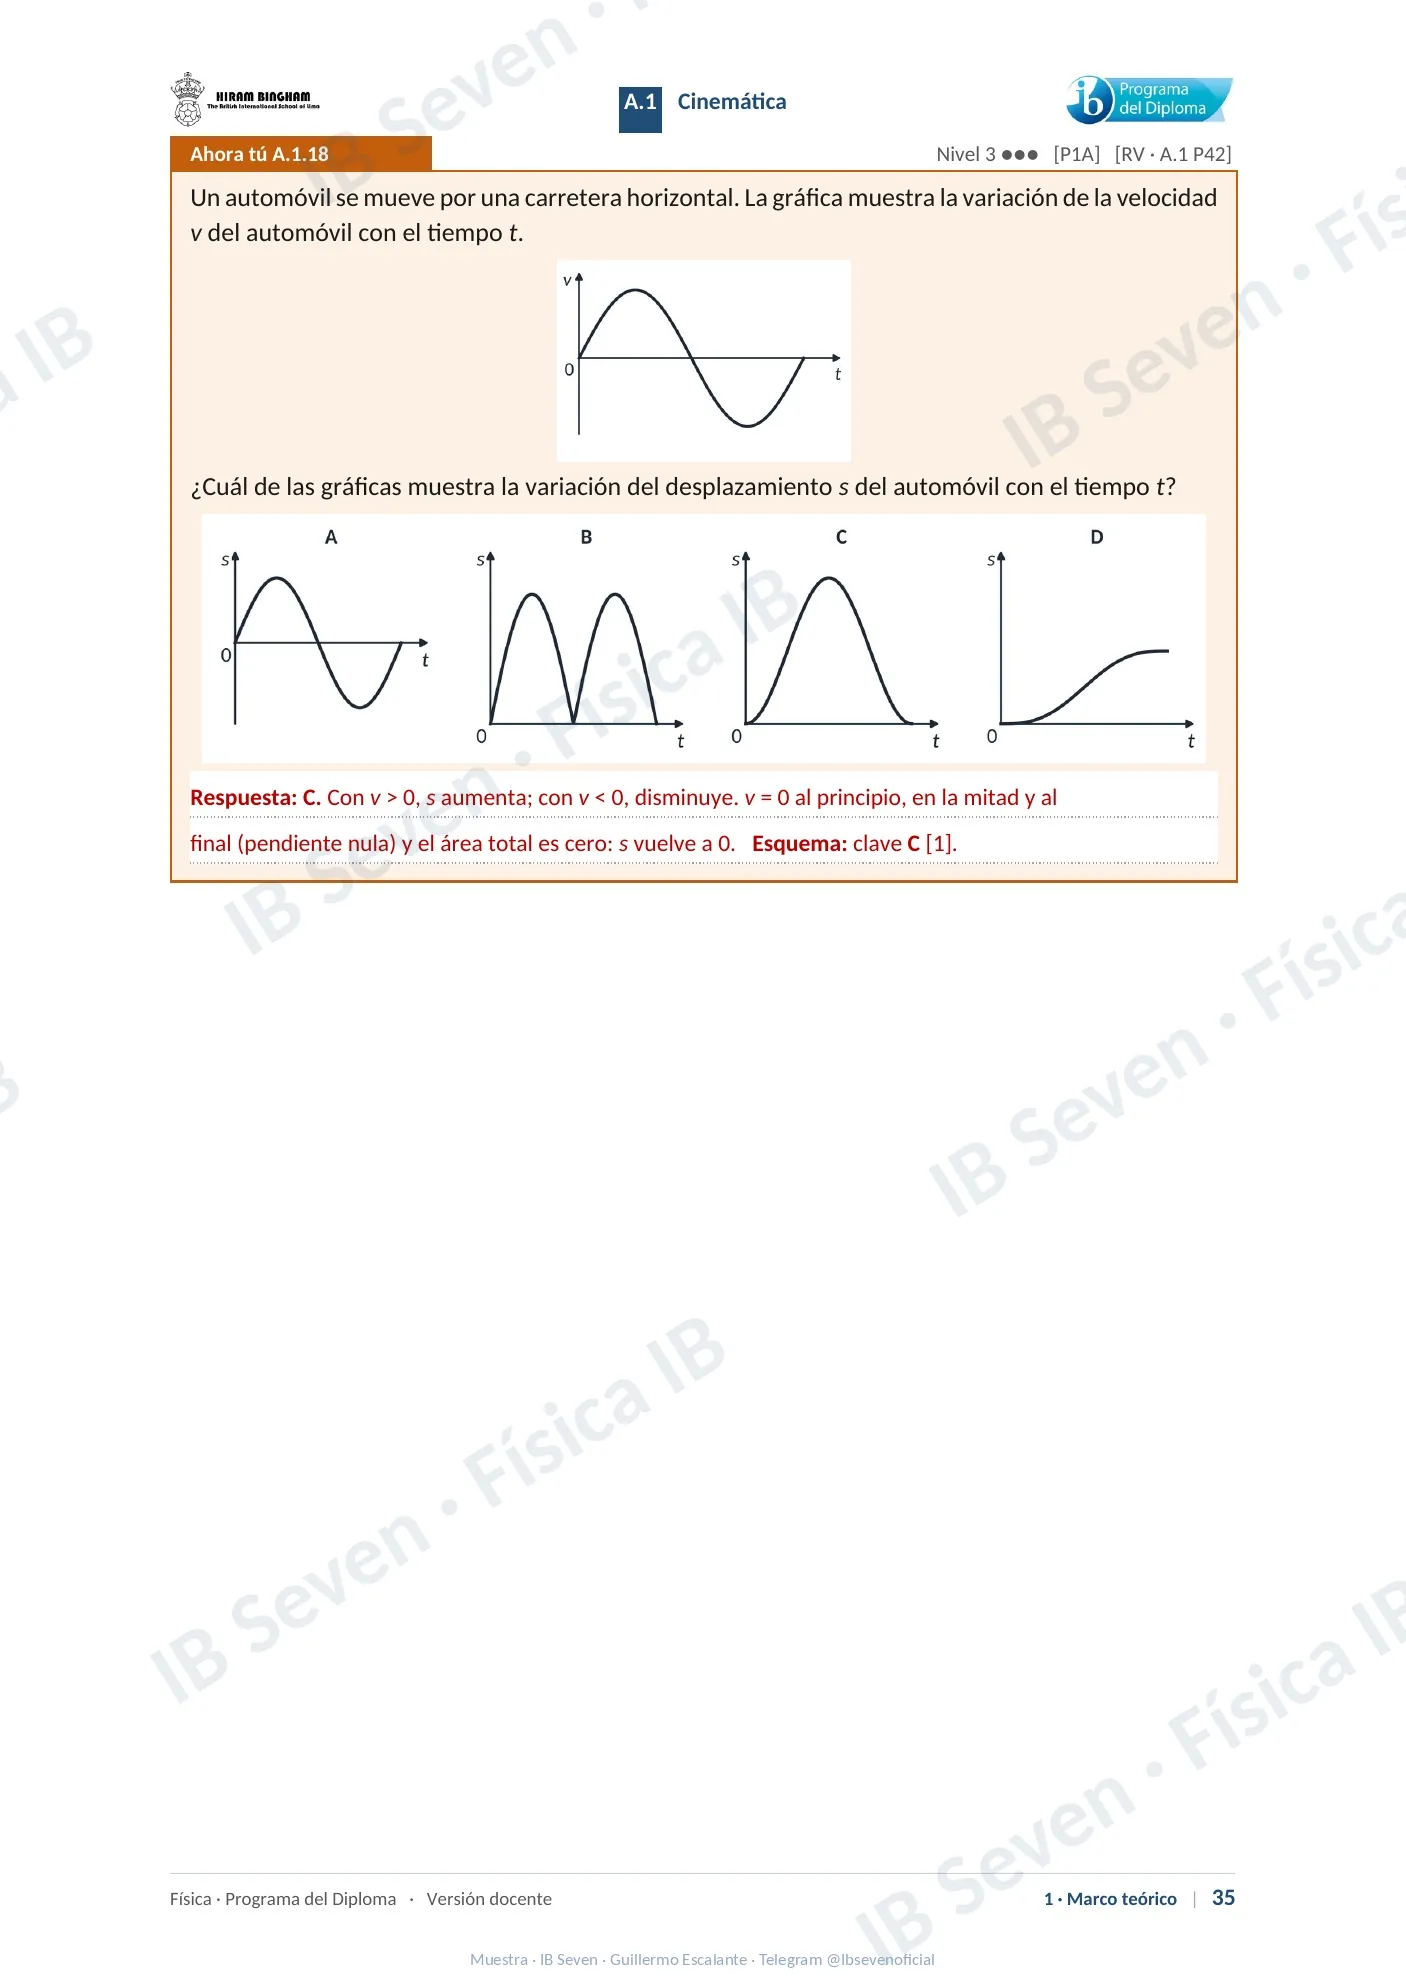 HIRAM BINGHAM
The British International School of Lima
A.1 Cinemática
ib Programa
del Diploma
Ahora tú A.1.18
Nivel 3 ●●● [P1A] [RV · A.1 P42]
Un automóvil se mueve por una carretera horizontal. La gráfica muestra la variación de la velocidad
v del automóvil con el tiempo t.
v
0
t
¿Cuál de las gráficas muestra la variación del desplazamiento s del automóvil con el tiempo t?
A B C D
s s s s
0 t
0 t 0 t 0 t
Respuesta: C. Con v > 0, s aumenta; con v < 0, disminuye. v = 0 al principio, en la mitad y al
final (pendiente nula) y el área total es cero: s vuelve a 0. Esquema: clave C [1].
Física · Programa del Diploma · Versión docente
1 · Marco teórico | 35
Muestra · IB Seven · Guillermo Escalante · Telegram @Ibsevenoficial
IB Seven · Física IB